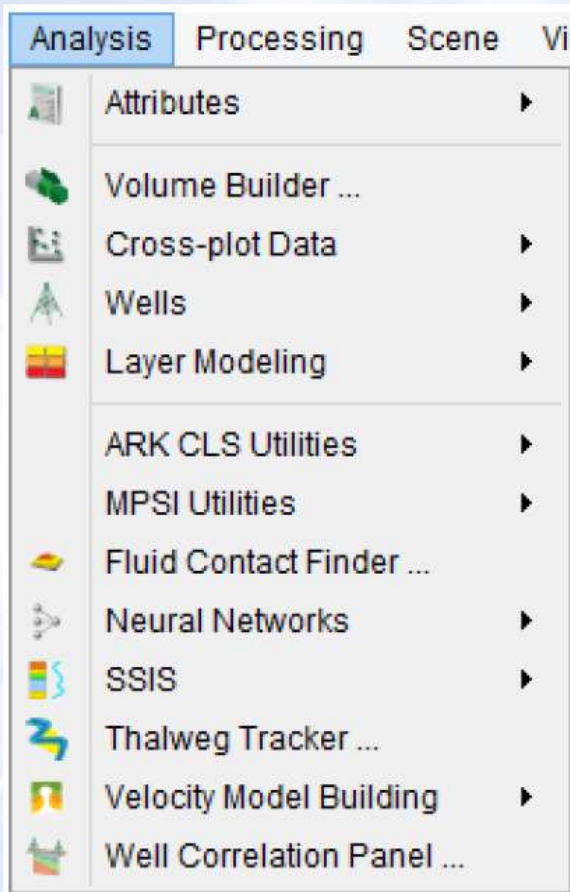 Analysis Processing Scene Vi
Attributes
Volume Builder ...
Cross-plot Data
Wells
Layer Modeling
ARK CLS Utilities
MPSI Utilities
Fluid Contact Finder ...
Neural Networks
SSIS
Thalweg Tracker ...
Velocity Model Building
Well Correlation Panel ...